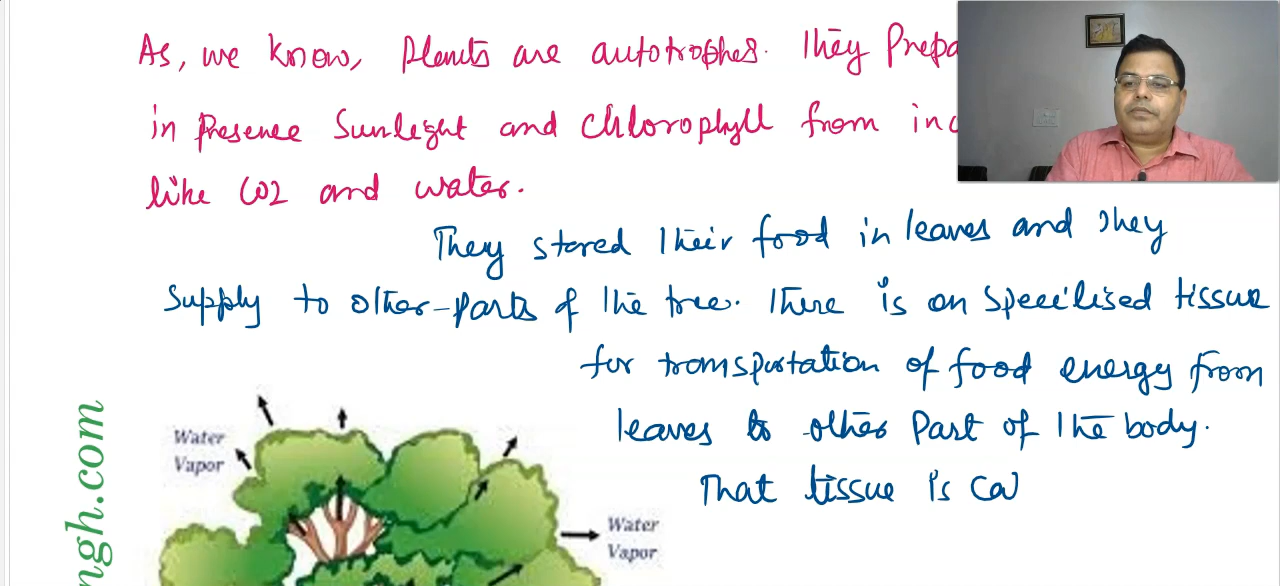 As, we know, Plants are autotrophes. They Prepa
in Presence Sunlight and Chlorophyll from
like CO2 and water.
They stored their food in leaves and they
Supply to other-parts of the tree. There is an specilised tissue
for transportation of food energy from
leaves to other Part of the body.
That tissue is cal
Water
Vapor
Water
Vapor
ngh.com